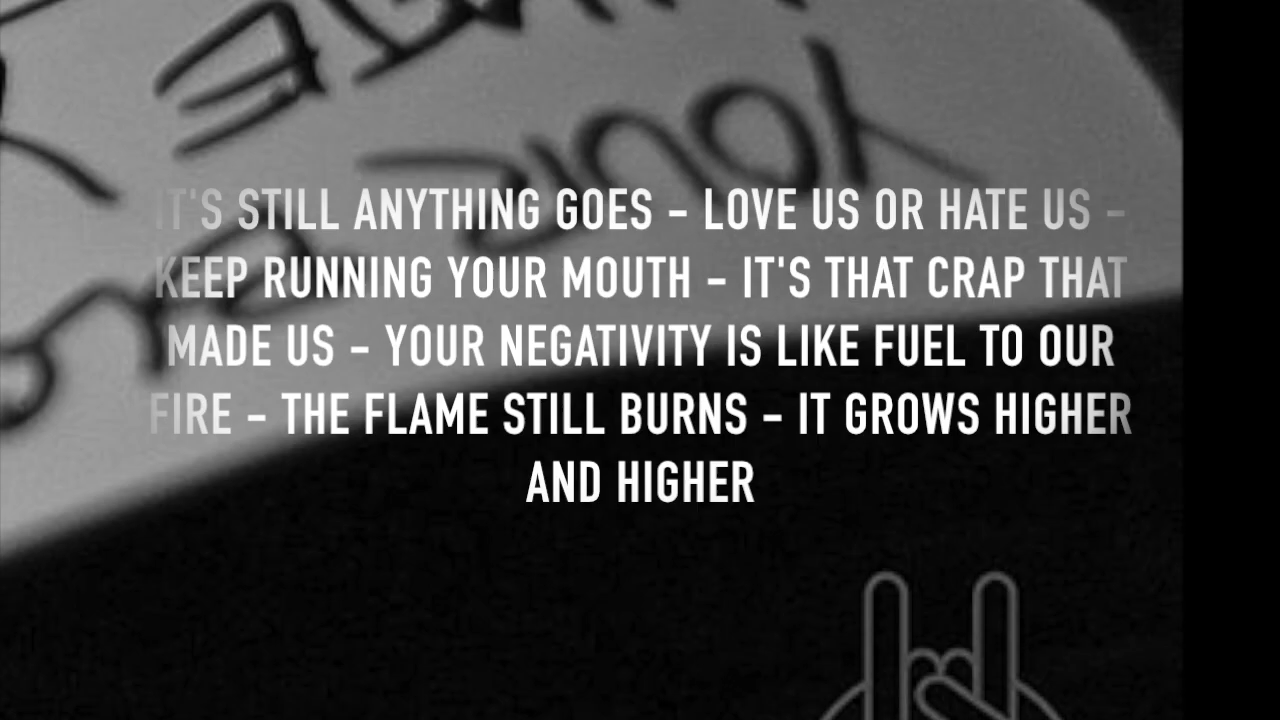 IT'S STILL ANYTHING GOES – LOVE US OR HATE US –
KEEP RUNNING YOUR MOUTH – IT'S THAT CRAP THAT
MADE US – YOUR NEGATIVITY IS LIKE FUEL TO OUR
FIRE – THE FLAME STILL BURNS – IT GROWS HIGHER
AND HIGHER
YOUR